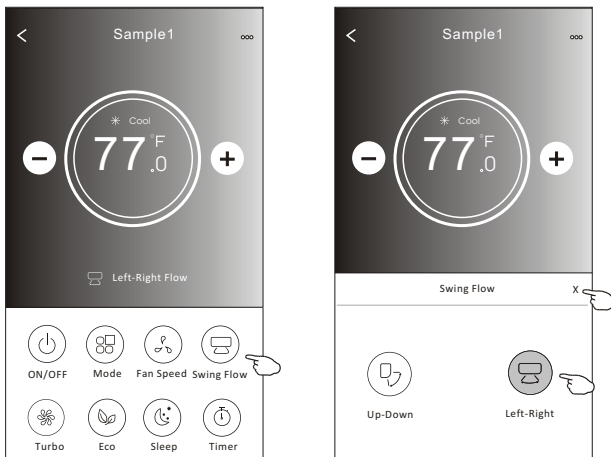 Sample1
Cool
77.0°F
Left-Right Flow
ON/OFF Mode Fan Speed Swing Flow
Turbo Eco Sleep Timer
Sample1
Cool
77.0°F
Swing Flow X
Up-Down Left-Right